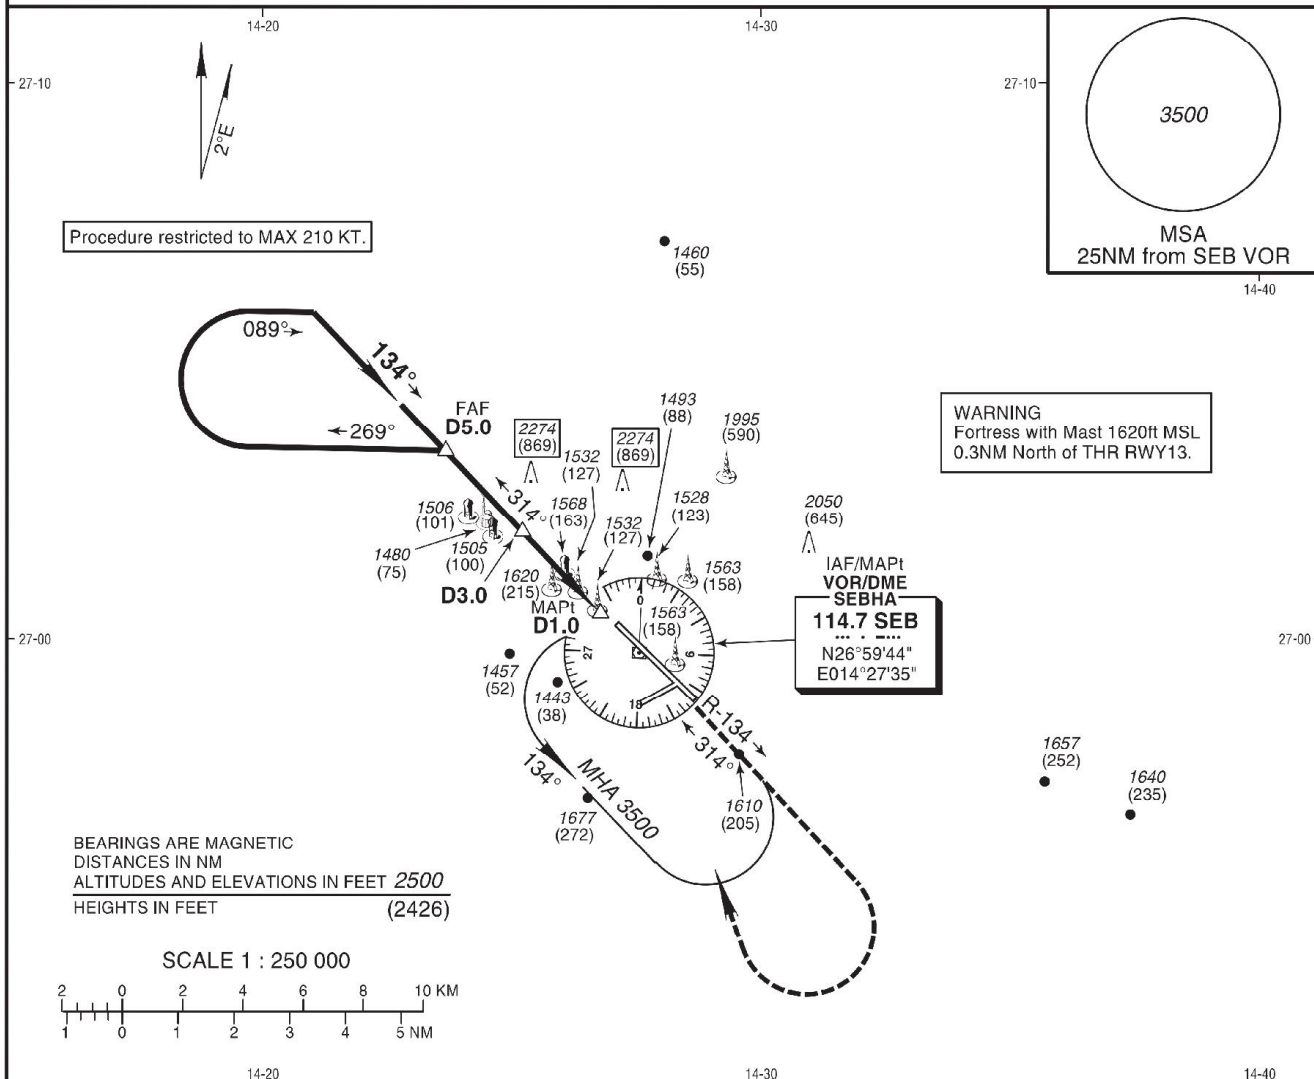 14-20
14-30
27-10
27-10
3500
2°E
Procedure restricted to MAX 210 KT.
MSA
25NM from SEB VOR
1460
(55)
14-40
089°
134°
FAF
D5.0
269°
2274
(869)
2274
(869)
1493
(88)
1995
(590)
WARNING
Fortress with Mast 1620ft MSL
0.3NM North of THR RWY13.
1532
(127)
314°
1568
(163)
1528
(123)
2050
(645)
1506
(101)
1532
(127)
1480
(75)
1505
(100)
1620
(215)
1563
(158)
IAF/MAPt
VOR/DME
SEBHA
114.7 SEB
N26°59'44"
E014°27'35"
D3.0
MAPt
D1.0
0
1563
(158)
27-00
27-00
27
6
18
1457
(52)
1443
(38)
R-134
314°
134°
MHA 3500
1610
(205)
1677
(272)
1657
(252)
1640
(235)
BEARINGS ARE MAGNETIC
DISTANCES IN NM
ALTITUDES AND ELEVATIONS IN FEET 2500
HEIGHTS IN FEET (2426)
SCALE 1 : 250 000
2 0 2 4 6 8 10 KM
1 0 1 2 3 4 5 NM
14-20
14-30
14-40